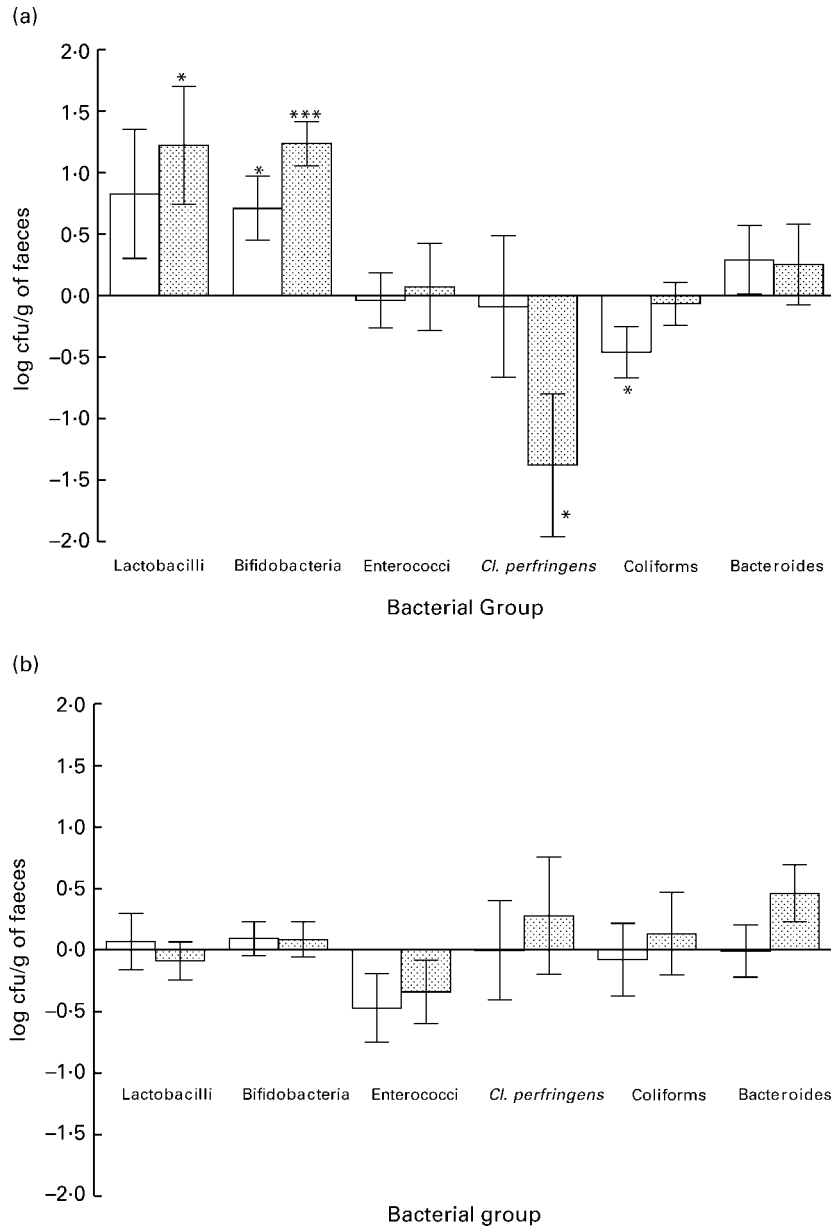 (a)
2·0
1·5
1·0
0·5
0·0
–0·5
–1·0
–1·5
–2·0
log cfu/g of faeces
*
*
***
*
*
Lactobacilli Bifidobacteria Enterococci Cl. perfringens Coliforms Bacteroides
Bacterial Group
(b)
2·0
1·5
1·0
0·5
0·0
–0·5
–1·0
–1·5
–2·0
log cfu/g of faeces
Lactobacilli Bifidobacteria Enterococci Cl. perfringens Coliforms Bacteroides
Bacterial group